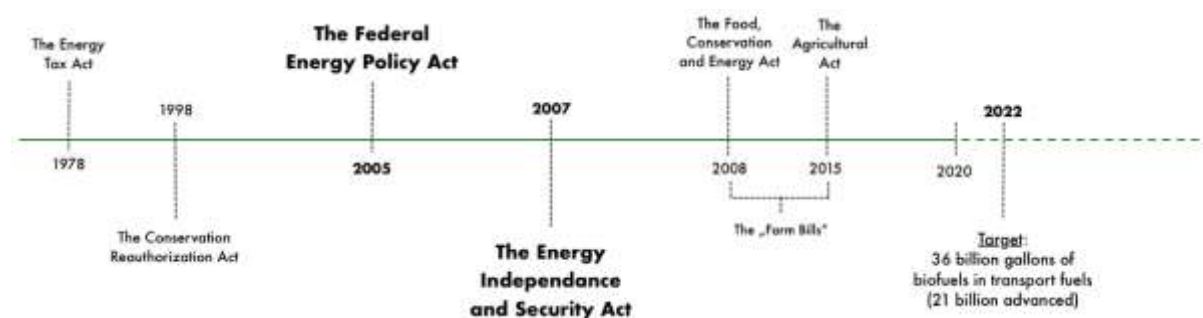 The Energy
Tax Act
1978
1998
The Conservation
Reauthorization Act
The Federal
Energy Policy Act
2005
2007
The Energy
Independance
and Security Act
The Food,
Conservation
and Energy Act
2008
The
Agricultural
Act
2015
The „Farm Bills"
2020
2022
Target:
36 billion gallons of
biofuels in transport fuels
(21 billion advanced)